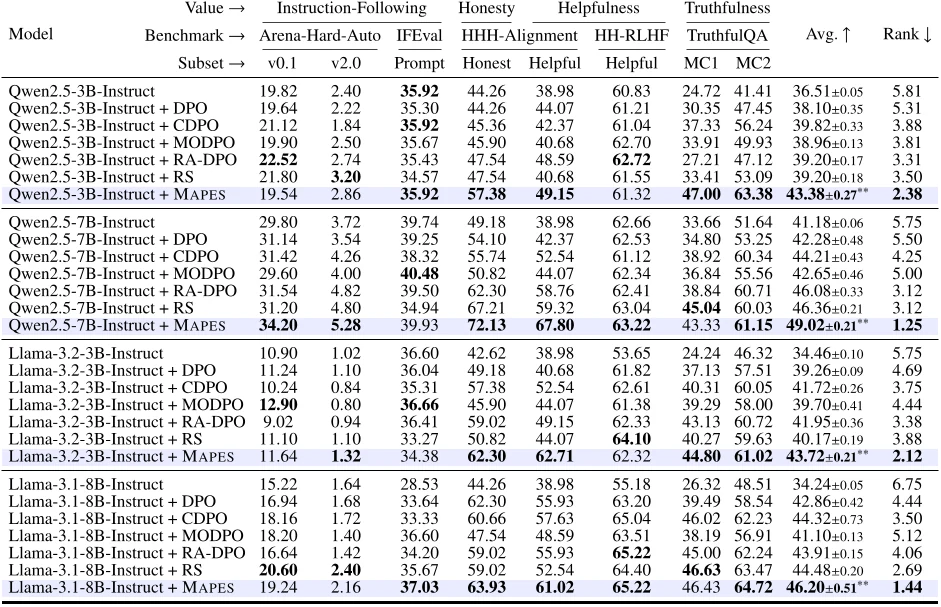 Value → Instruction-Following Honesty Helpfulness Truthfulness
Model Benchmark → Arena-Hard-Auto IFEval HHH-Alignment HH-RLHF TruthfulQA Avg. ↑ Rank ↓
Subset → v0.1 v2.0 Prompt Honest Helpful Helpful MC1 MC2
Qwen2.5-3B-Instruct 19.82 2.40 35.92 44.26 38.98 60.83 24.72 41.41 36.51±0.05 5.81
Qwen2.5-3B-Instruct + DPO 19.64 2.22 35.30 44.26 44.07 61.21 30.35 47.45 38.10±0.35 5.31
Qwen2.5-3B-Instruct + CDPO 21.12 1.84 35.92 45.36 42.37 61.04 37.33 56.24 39.82±0.33 3.88
Qwen2.5-3B-Instruct + MODPO 19.90 2.50 35.67 45.90 40.68 62.70 33.91 49.93 38.96±0.13 3.81
Qwen2.5-3B-Instruct + RA-DPO 22.52 2.74 35.43 47.54 48.59 62.72 27.21 47.12 39.20±0.17 3.31
Qwen2.5-3B-Instruct + RS 21.80 3.20 34.57 47.54 40.68 61.55 33.41 53.09 39.20±0.18 3.50
Qwen2.5-3B-Instruct + MAPES 19.54 2.86 35.92 57.38 49.15 61.32 47.00 63.38 43.38±0.27** 2.38
Qwen2.5-7B-Instruct 29.80 3.72 39.74 49.18 38.98 62.66 33.66 51.64 41.18±0.06 5.75
Qwen2.5-7B-Instruct + DPO 31.14 3.54 39.25 54.10 42.37 62.53 34.80 53.25 42.28±0.48 5.50
Qwen2.5-7B-Instruct + CDPO 31.42 4.26 38.32 55.74 52.54 61.12 38.92 60.34 44.21±0.43 4.25
Qwen2.5-7B-Instruct + MODPO 29.60 4.00 40.48 50.82 44.07 62.34 36.84 55.56 42.65±0.46 5.00
Qwen2.5-7B-Instruct + RA-DPO 31.54 4.82 39.50 62.30 58.76 62.41 38.84 60.71 46.08±0.33 3.12
Qwen2.5-7B-Instruct + RS 31.20 4.80 34.94 67.21 59.32 63.04 45.04 60.03 46.36±0.21 3.12
Qwen2.5-7B-Instruct + MAPES 34.20 5.28 39.93 72.13 67.80 63.22 43.33 61.15 49.02±0.21** 1.25
Llama-3.2-3B-Instruct 10.90 1.02 36.60 42.62 38.98 53.65 24.24 46.32 34.46±0.10 5.75
Llama-3.2-3B-Instruct + DPO 11.24 1.10 36.04 49.18 40.68 61.82 37.13 57.51 39.26±0.09 4.69
Llama-3.2-3B-Instruct + CDPO 10.24 0.84 35.31 57.38 52.54 62.61 40.31 60.05 41.72±0.26 3.75
Llama-3.2-3B-Instruct + MODPO 12.90 0.80 36.66 45.90 44.07 61.38 39.29 58.00 39.70±0.41 4.44
Llama-3.2-3B-Instruct + RA-DPO 9.02 0.94 36.41 59.02 49.15 62.33 43.13 60.72 41.95±0.36 3.38
Llama-3.2-3B-Instruct + RS 11.10 1.10 33.27 50.82 44.07 64.10 40.27 59.63 40.17±0.19 3.88
Llama-3.2-3B-Instruct + MAPES 11.64 1.32 34.38 62.30 62.71 62.32 44.80 61.02 43.72±0.21** 2.12
Llama-3.1-8B-Instruct 15.22 1.64 28.53 44.26 38.98 55.18 26.32 48.51 34.24±0.05 6.75
Llama-3.1-8B-Instruct + DPO 16.94 1.68 33.64 62.30 55.93 63.20 39.49 58.54 42.86±0.42 4.44
Llama-3.1-8B-Instruct + CDPO 18.16 1.72 33.33 60.66 57.63 65.04 46.02 62.23 44.32±0.73 3.50
Llama-3.1-8B-Instruct + MODPO 18.20 1.40 36.60 47.54 48.59 63.51 38.19 56.91 41.10±0.13 5.12
Llama-3.1-8B-Instruct + RA-DPO 16.64 1.42 34.20 59.02 55.93 65.22 45.00 62.24 43.91±0.15 4.06
Llama-3.1-8B-Instruct + RS 20.60 2.40 35.67 59.02 52.54 64.40 46.63 63.47 44.48±0.20 2.69
Llama-3.1-8B-Instruct + MAPES 19.24 2.16 37.03 63.93 61.02 65.22 46.43 64.72 46.20±0.51** 1.44